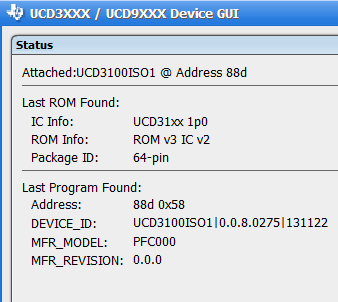 UCD3XXX / UCD9XXX Device GUI
Status
Attached:UCD3100ISO1 @ Address 88d
Last ROM Found:
IC Info: UCD31xx 1p0
ROM Info: ROM v3 IC v2
Package ID: 64-pin
Last Program Found:
Address: 88d 0x58
DEVICE_ID: UCD3100ISO1|0.0.8.0275|131122
MFR_MODEL: PFC000
MFR_REVISION: 0.0.0